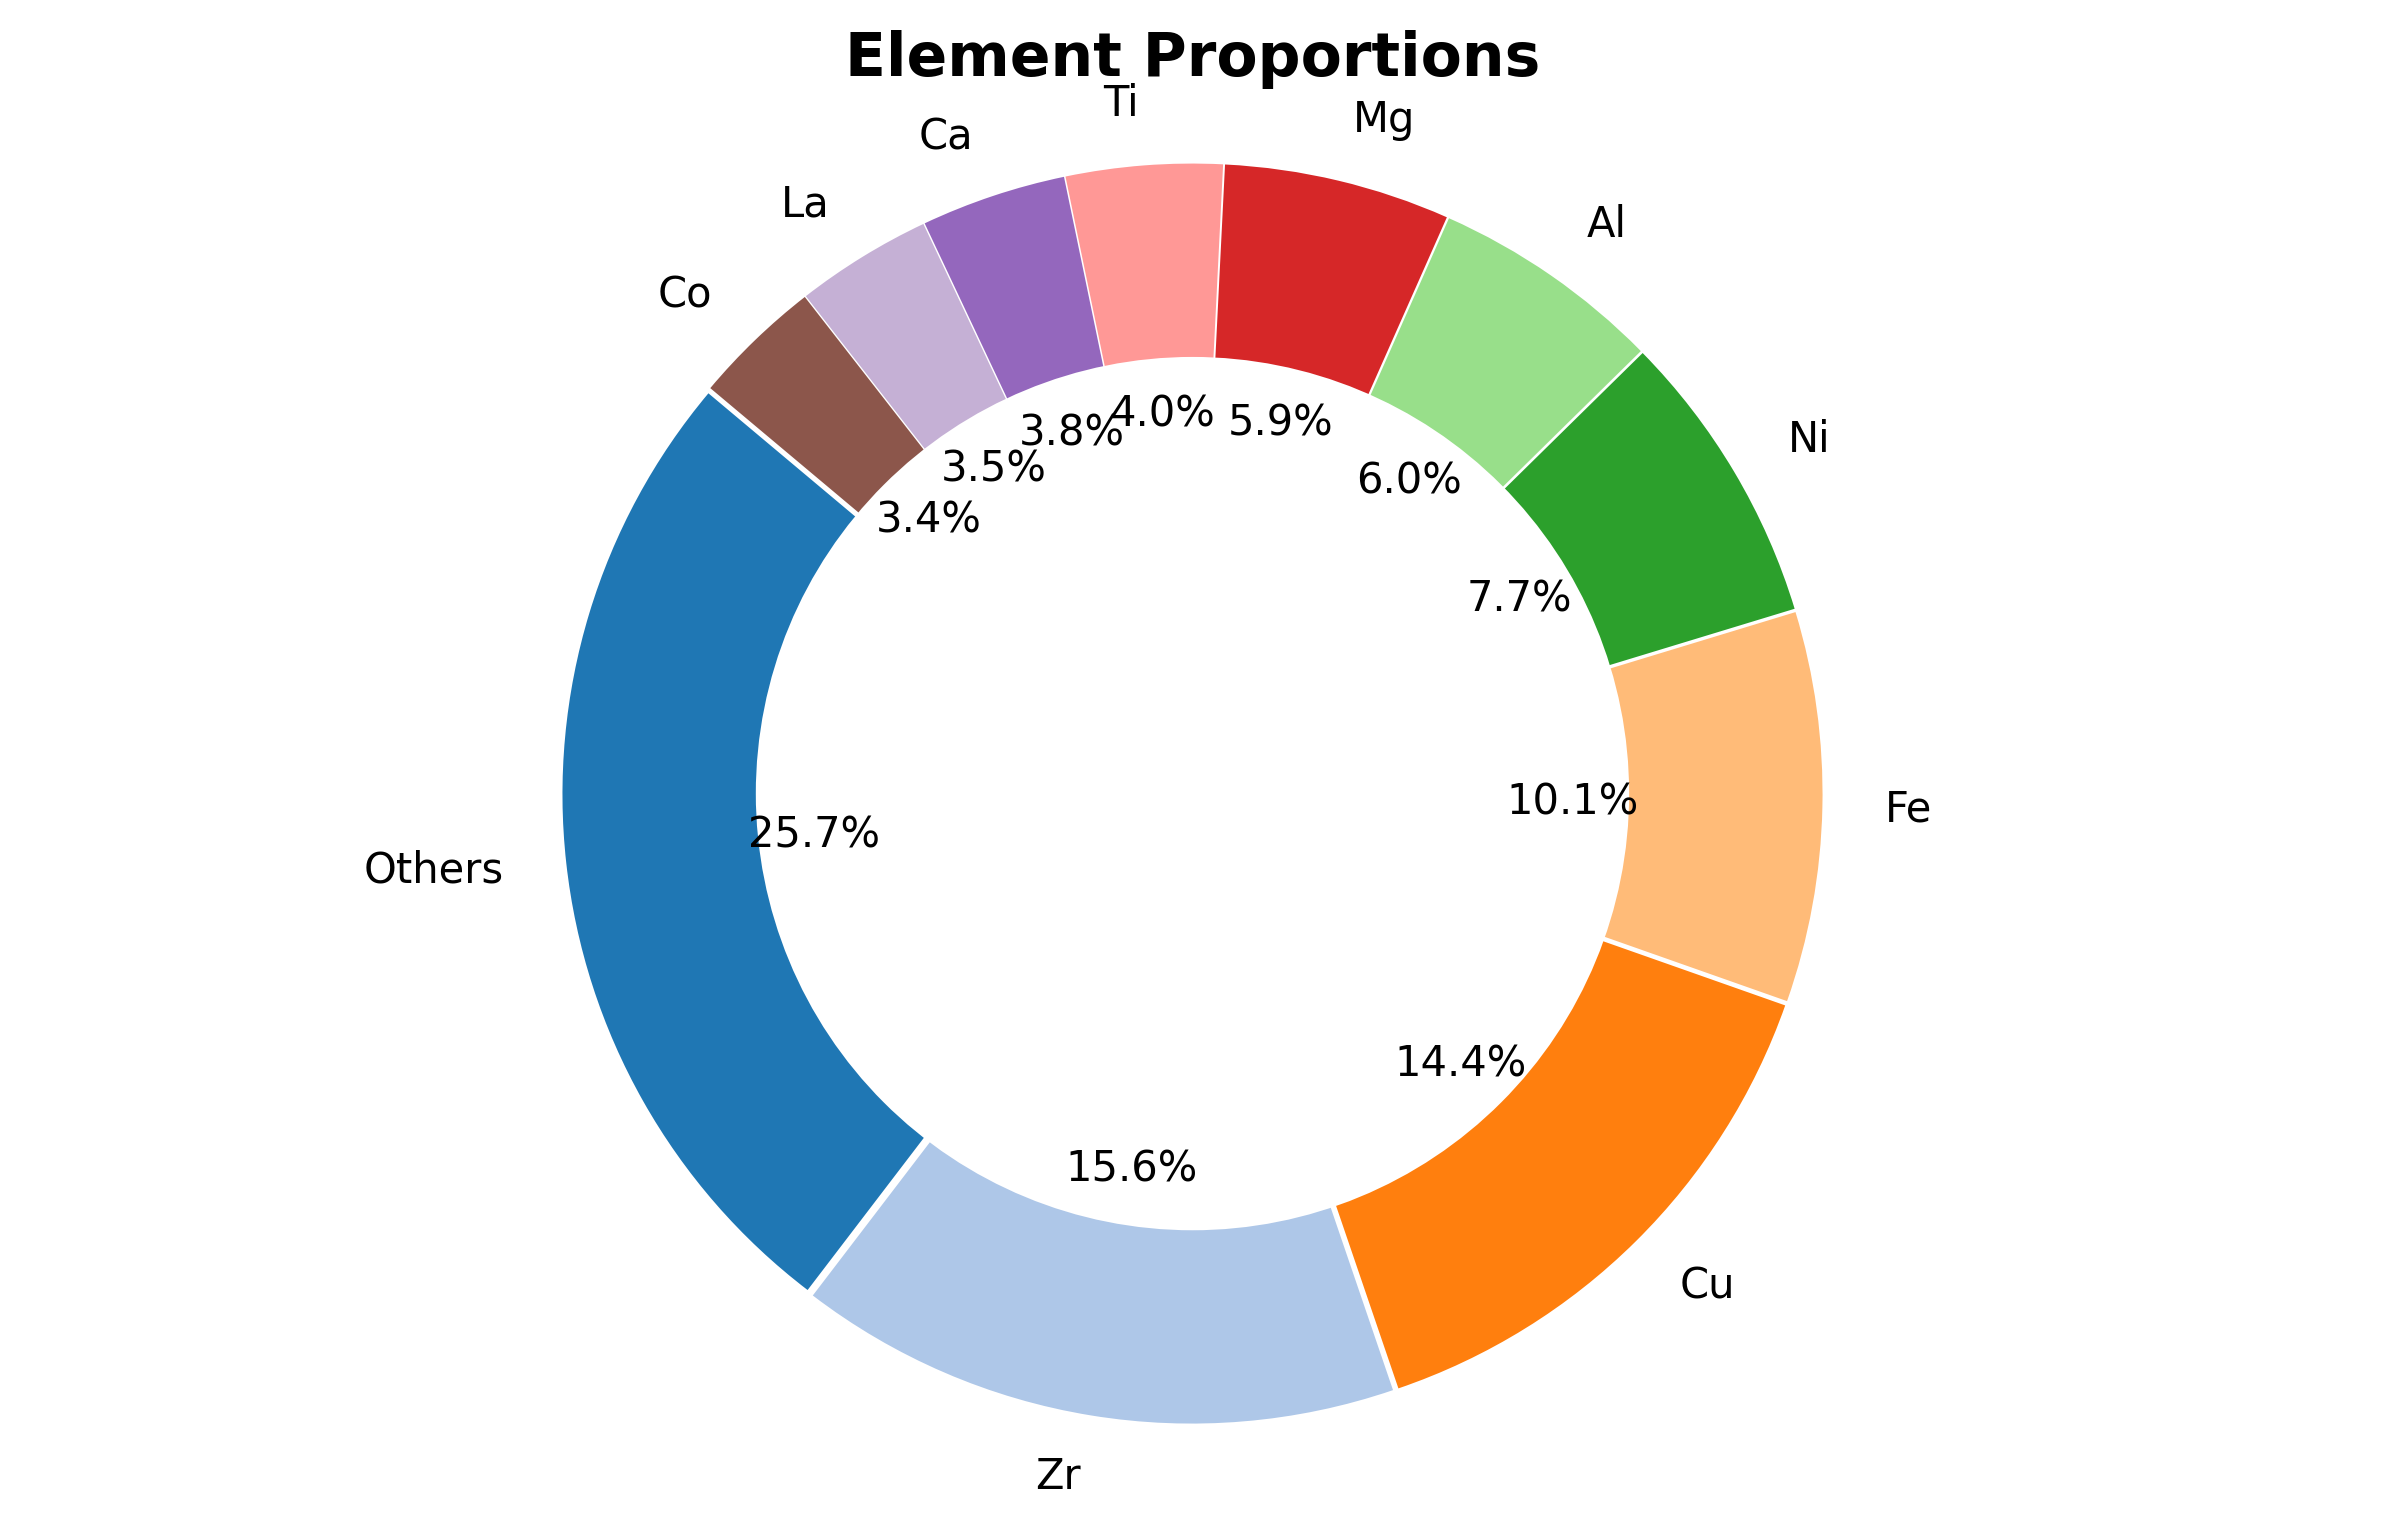 Element Proportions
Ti
Mg
Ca
La
Al
Co
4.0%
5.9%
3.8%
Ni
3.5%
6.0%
3.4%
7.7%
10.1%
Fe
25.7%
Others
14.4%
15.6%
Cu
Zr